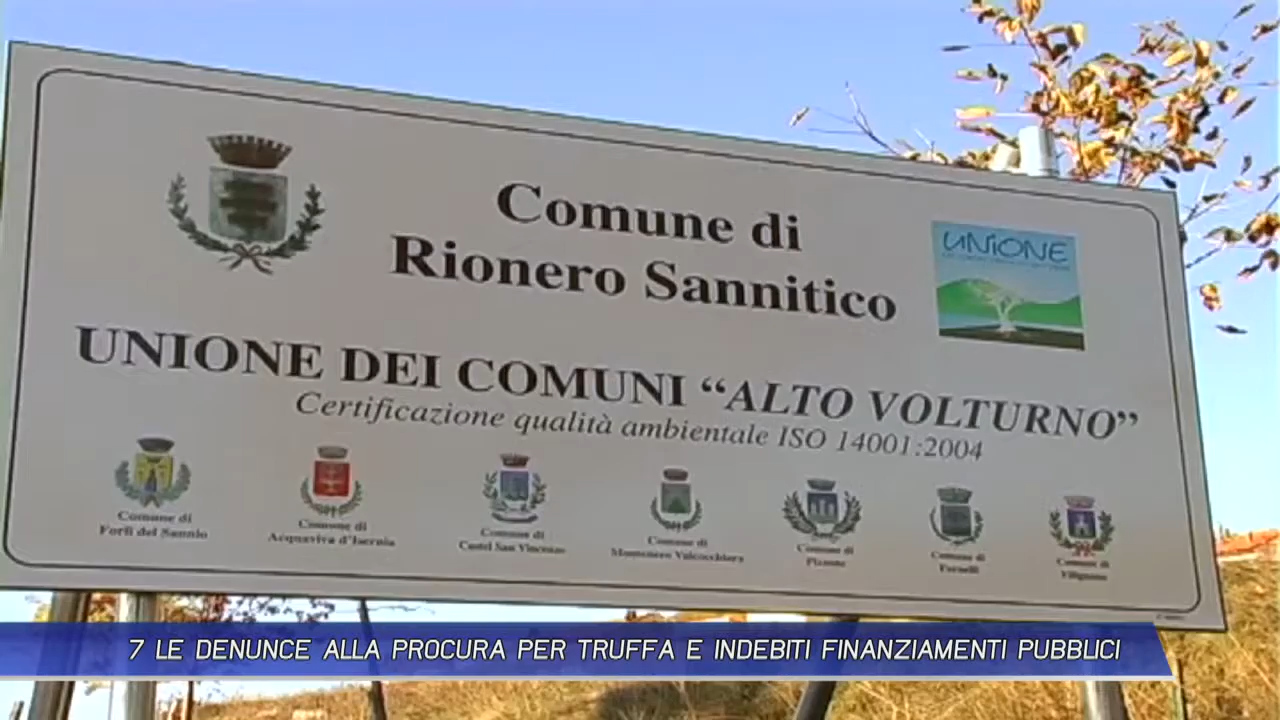 Comune di
Rionero Sannitico
UNIONE
UNIONE DEI COMUNI “ALTO VOLTURNO”
Certificazione qualità ambientale ISO 14001:2004
Comune di
Forlì del Sannio
Comune di
Acquaviva d'Isernia
Comune di
Castel San Vincenzo
Comune di
Montenero Valcocchiara
Comune di
Pizzone
Comune di
Fornelli
Comune di
Filignano
7 LE DENUNCE ALLA PROCURA PER TRUFFA E INDEBITI FINANZIAMENTI PUBBLICI